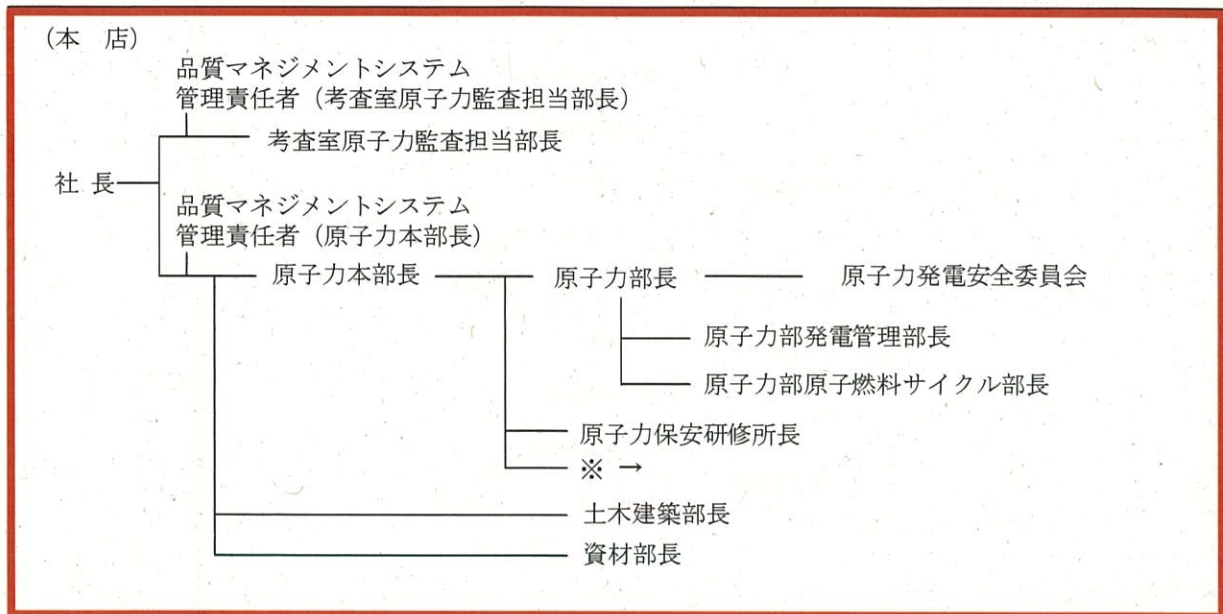 (本　店)
品質マネジメントシステム
管理責任者（考査室原子力監査担当部長）
考査室原子力監査担当部長
社 長
品質マネジメントシステム
管理責任者（原子力本部長）
原子力本部長
原子力部長
原子力発電安全委員会
原子力部発電管理部長
原子力部原子燃料サイクル部長
原子力保安研修所長
※ →
土木建築部長
資材部長